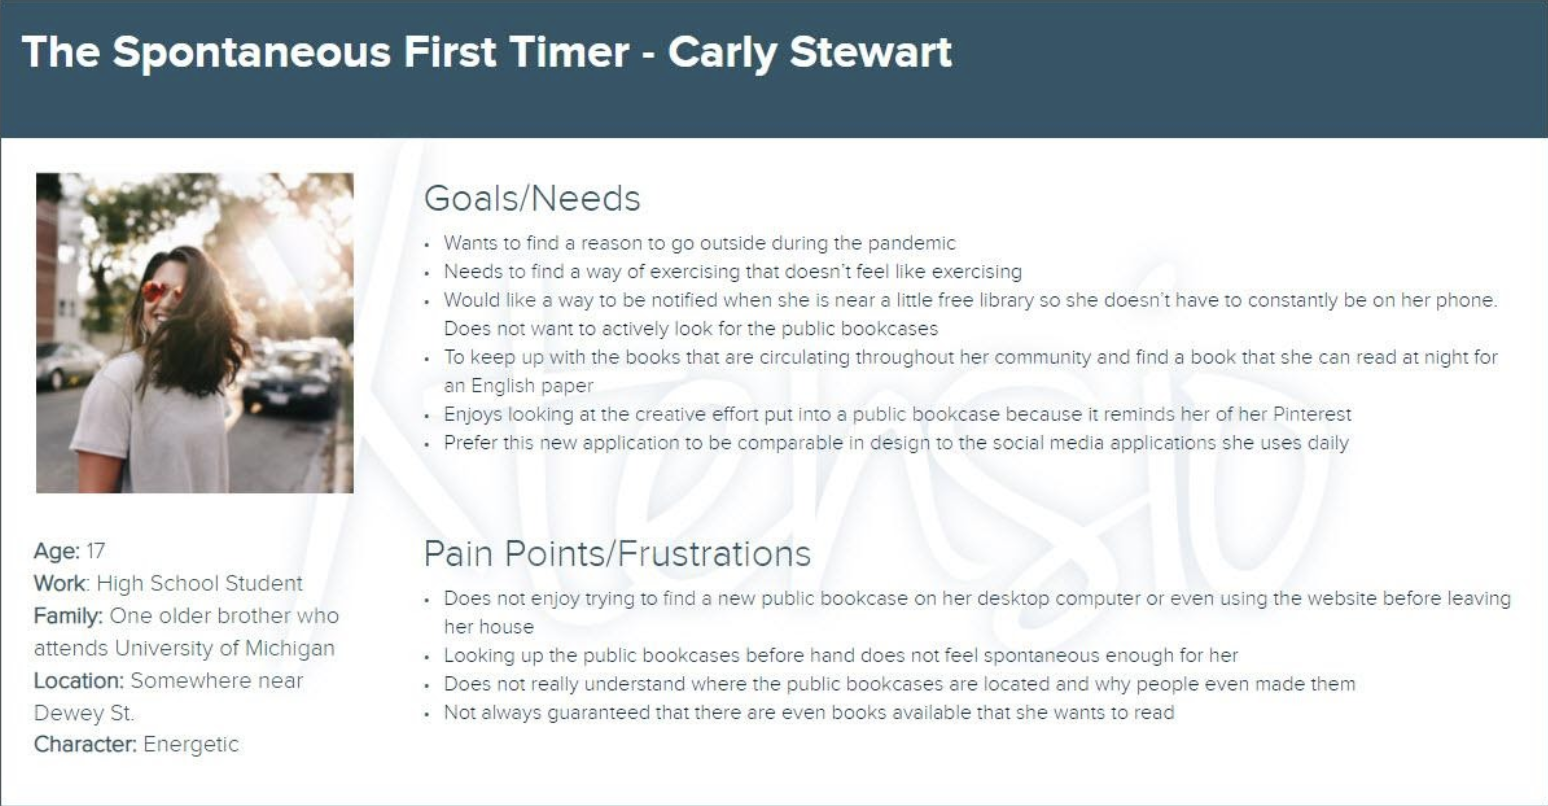 The Spontaneous First Timer - Carly Stewart
Goals/Needs
• Wants to find a reason to go outside during the pandemic
• Needs to find a way of exercising that doesn't feel like exercising
• Would like a way to be notified when she is near a little free library so she doesn't have to constantly be on her phone.
Does not want to actively look for the public bookcases
• To keep up with the books that are circulating throughout her community and find a book that she can read at night for
an English paper
• Enjoys looking at the creative effort put into a public bookcase because it reminds her of her Pinterest
• Prefer this new application to be comparable in design to the social media applications she uses daily
Age: 17
Work: High School Student
Family: One older brother who
attends University of Michigan
Location: Somewhere near
Dewey St.
Character: Energetic
Pain Points/Frustrations
• Does not enjoy trying to find a new public bookcase on her desktop computer or even using the website before leaving
her house
• Looking up the public bookcases before hand does not feel spontaneous enough for her
• Does not really understand where the public bookcases are located and why people even made them
• Not always guaranteed that there are even books available that she wants to read
Xtensio